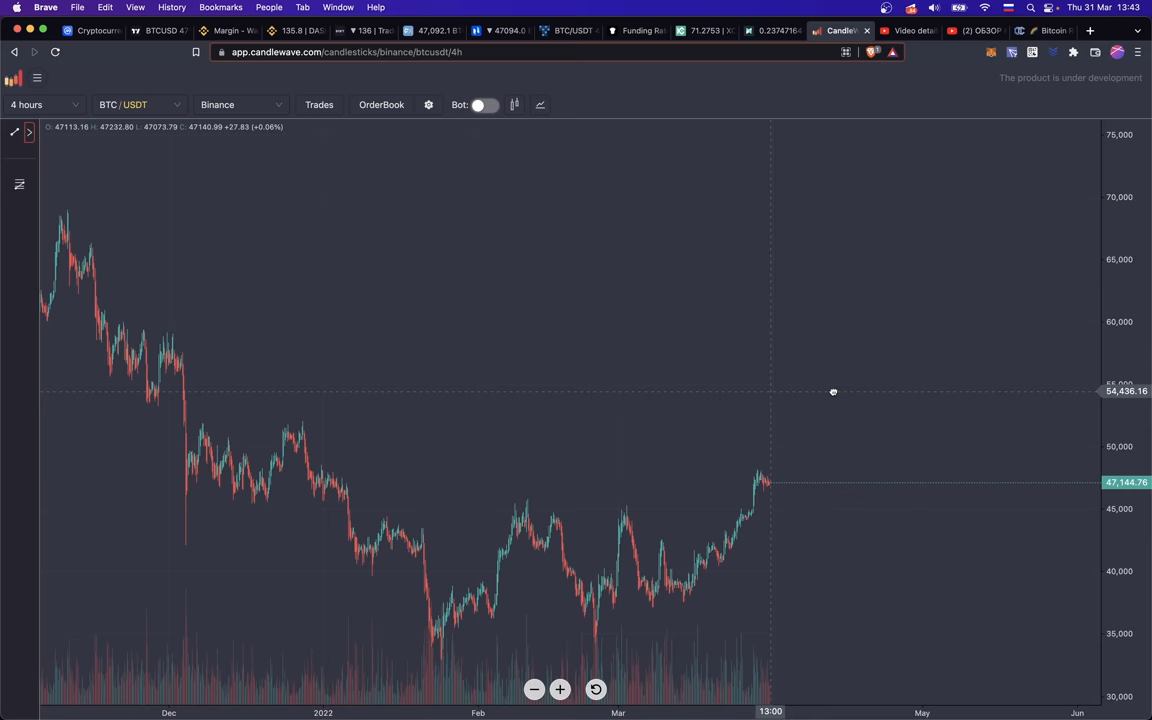 Brave File Edit View History Bookmarks People Tab Window Help Thu 31 Mar 13:43
Cryptocurre BTCUSD 47 Margin - Wa 135.8 | DAS ▼ 136 | Trad 47,092.1 BT ▼ 47094.0 BTC/USDT Funding Ra 71.2753 | XC 0.23747164 CandleW Video detai (2) ОБЗОР Bitcoin R
app.candlewave.com/candlesticks/binance/btcusdt/4h
The product is under development
4 hours BTC / USDT Binance Trades OrderBook Bot:
O: 47113.16 H: 47232.80 L: 47073.79 C: 47140.99 +27.83 (+0.06%)
75,000
70,000
65,000
60,000
55,000
54,436.16
50,000
47,144.76
45,000
40,000
35,000
30,000
Dec 2022 Feb Mar 13:00 May Jun